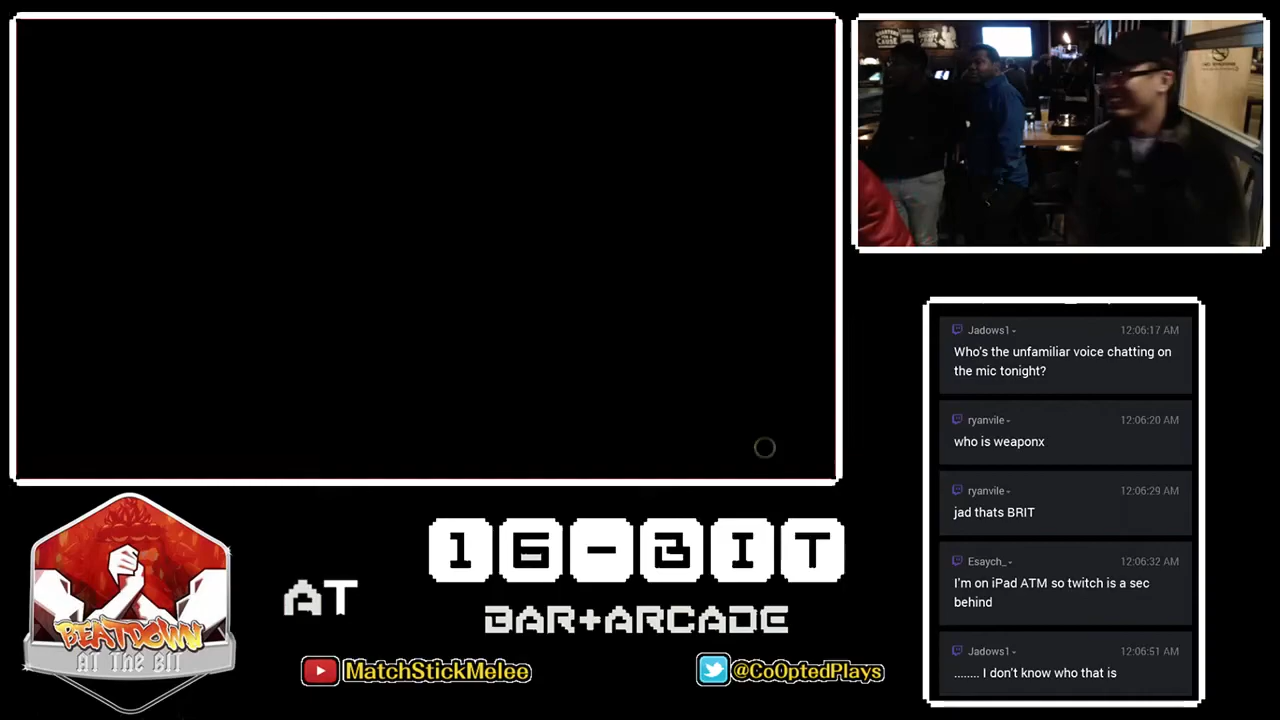 Jadows1
12:06:17 AM
Who's the unfamiliar voice chatting on
the mic tonight?
ryanvile
12:06:20 AM
who is weaponx
ryanvile
12:06:29 AM
jad thats BRIT
Esaych_
12:06:32 AM
I'm on iPad ATM so twitch is a sec
behind
Jadows1
12:06:51 AM
........ I don't know who that is
BEATDOWN
AT THE BIT
AT
16-BIT
BAR+ARCADE
MatchStickMelee
@CoOptedPlays